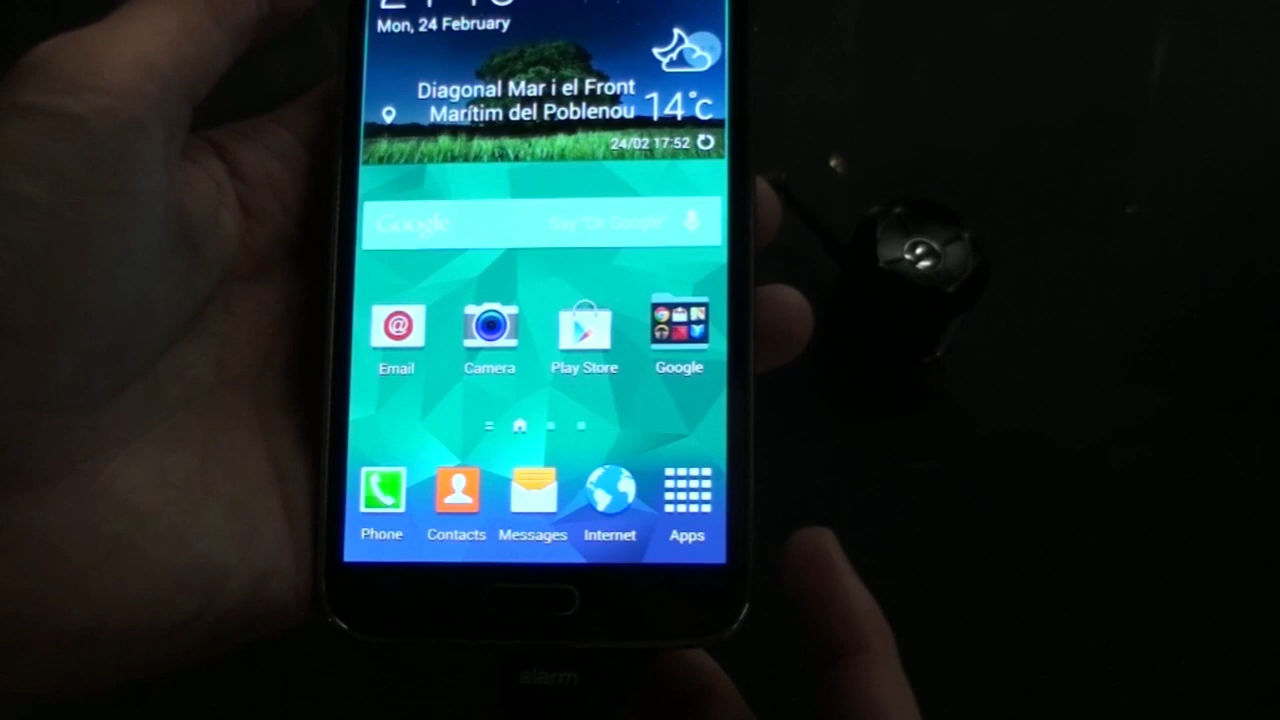 Mon, 24 February
Diagonal Mar i el Front
Marítim del Poblenou
14°c
24/02 17:52
Google
Say "Ok Google"
Email
Camera
Play Store
Google
Phone
Contacts
Messages
Internet
Apps
alarm